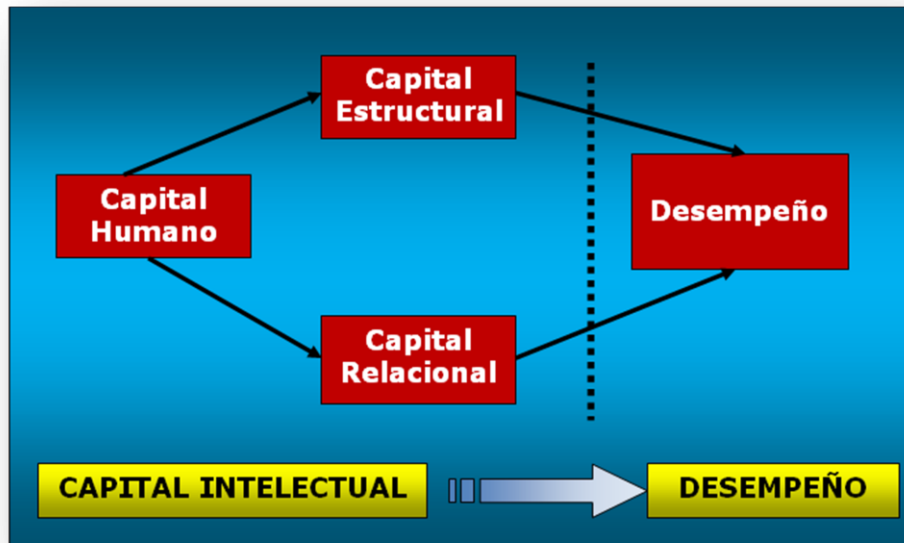 Capital
Estructural
Capital
Humano
Desempeño
Capital
Relacional
CAPITAL INTELECTUAL
DESEMPEÑO